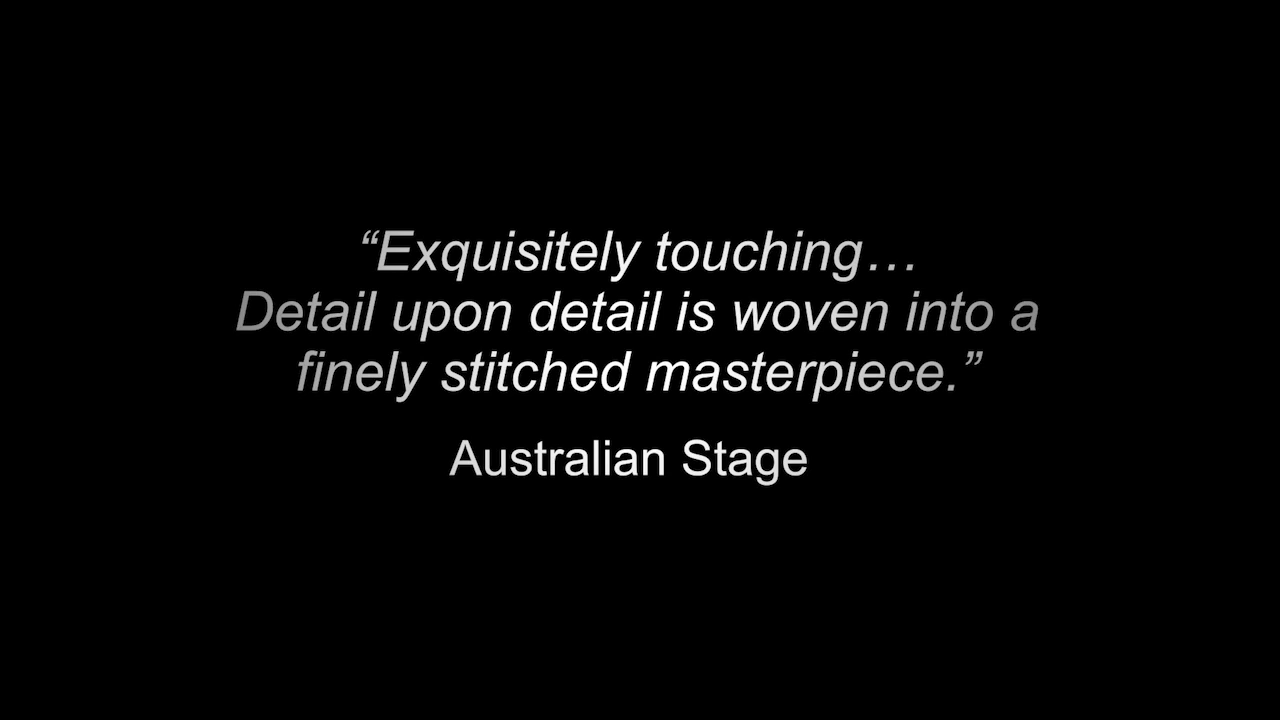 “Exquisitely touching…
Detail upon detail is woven into a
finely stitched masterpiece.”
Australian Stage